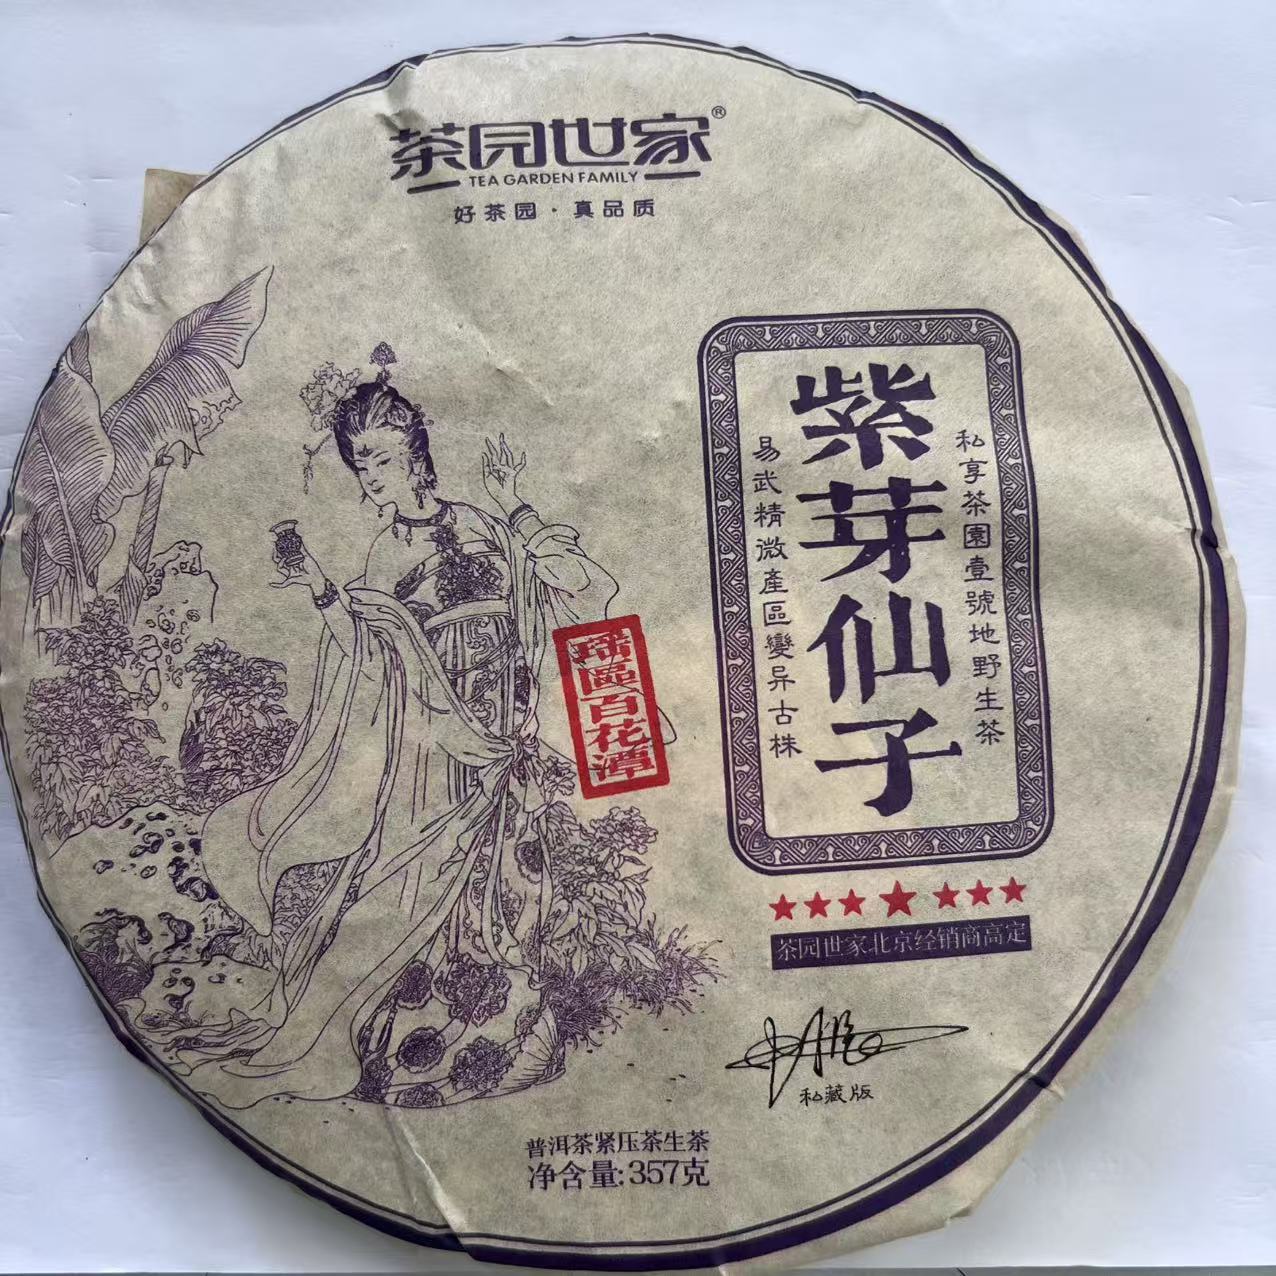 茶园世家®
TEA GARDEN FAMILY
好茶园·真品质
私享茶園壹號地野生茶
紫芽仙子
易武精微產區變异古株
產區百花潭
茶园世家北京经销商高定
私藏版
普洱茶紧压茶生茶
净含量:357克